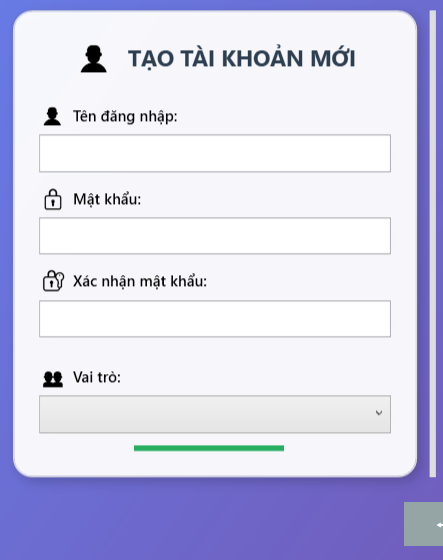 TẠO TÀI KHOẢN MỚI
Tên đăng nhập:
Mật khẩu:
Xác nhận mật khẩu:
Vai trò: